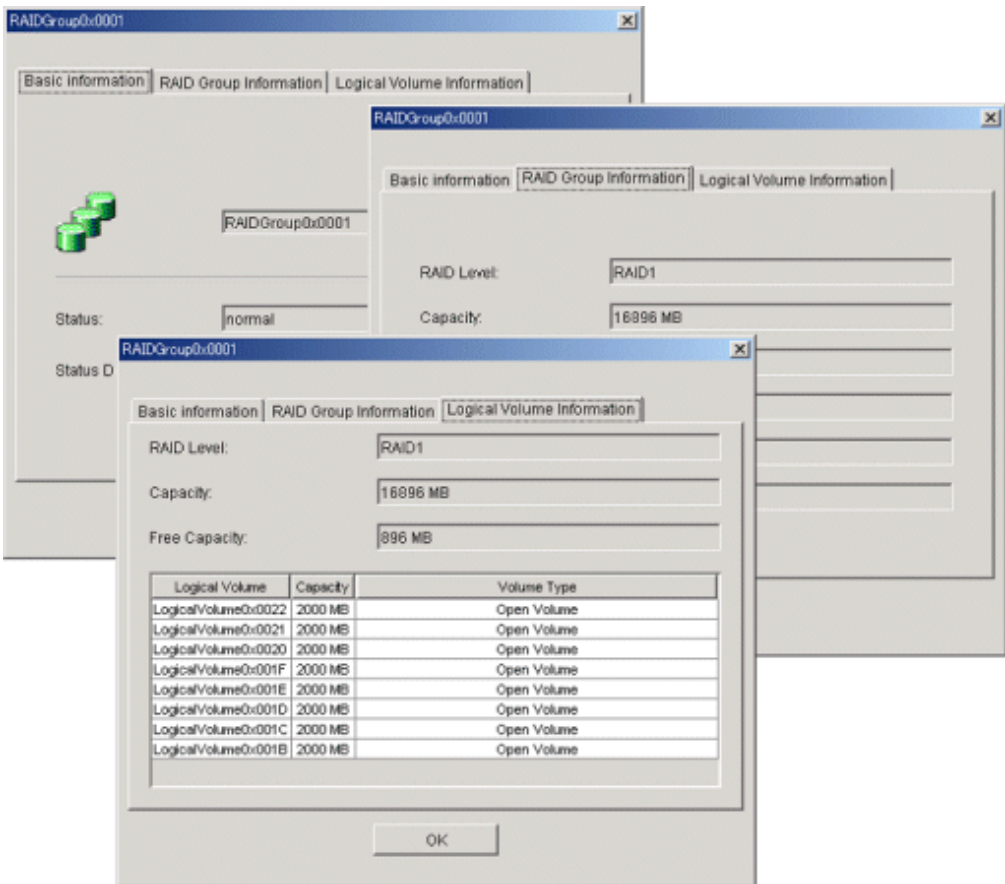 RAIDGroup0x0001
Basic information RAID Group Information Logical Volume Information
RAIDGroup0x0001
Status: normal
Status D
RAIDGroup0x0001
Basic information RAID Group Information Logical Volume Information
RAID Level: RAID1
Capacity: 16896 MB
RAIDGroup0x0001
Basic information RAID Group Information Logical Volume Information
RAID Level: RAID1
Capacity: 16896 MB
Free Capacity: 896 MB
Logical Volume Capacity Volume Type
LogicalVolume0x0022 2000 MB Open Volume
LogicalVolume0x0021 2000 MB Open Volume
LogicalVolume0x0020 2000 MB Open Volume
LogicalVolume0x001F 2000 MB Open Volume
LogicalVolume0x001E 2000 MB Open Volume
LogicalVolume0x001D 2000 MB Open Volume
LogicalVolume0x001C 2000 MB Open Volume
LogicalVolume0x001B 2000 MB Open Volume
OK